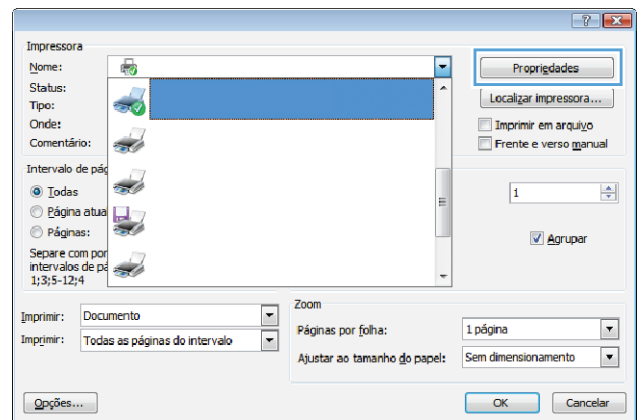 Impressora
Nome:
Propriedades
Status:
Tipo:
Localizar impressora...
Onde:
Imprimir em arquivo
Comentário:
Frente e verso manual
Intervalo de pág
Todas
1
Página atua
Páginas:
Agrupar
Separe com por
intervalos de pá
1;3;5-12;4
Imprimir: Documento
Imprimir: Todas as páginas do intervalo
Zoom
Páginas por folha: 1 página
Ajustar ao tamanho do papel: Sem dimensionamento
Opções...
OK
Cancelar